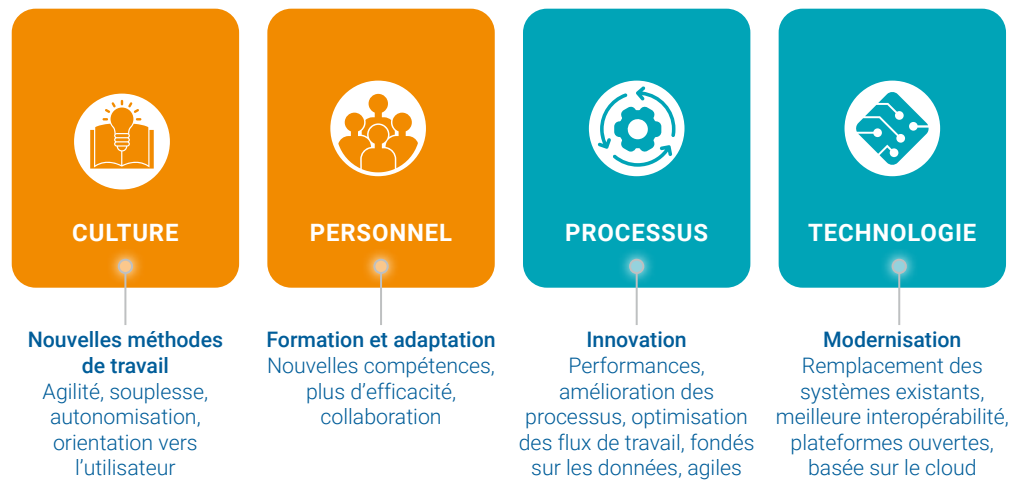 CULTURE
Nouvelles méthodes
de travail
Agilité, souplesse,
autonomisation,
orientation vers
l’utilisateur
PERSONNEL
Formation et adaptation
Nouvelles compétences,
plus d’efficacité,
collaboration
PROCESSUS
Innovation
Performances,
amélioration des
processus, optimisation
des flux de travail, fondés
sur les données, agiles
TECHNOLOGIE
Modernisation
Remplacement des
systèmes existants,
meilleure interopérabilité,
plateformes ouvertes,
basée sur le cloud